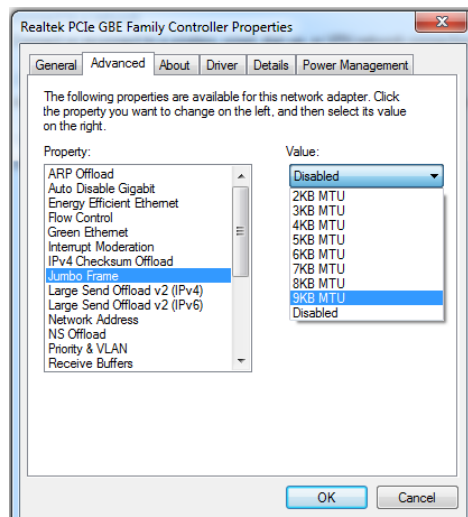 Realtek PCIe GBE Family Controller Properties
General Advanced About Driver Details Power Management
The following properties are available for this network adapter. Click
the property you want to change on the left, and then select its value
on the right.
Property:
Value:
ARP Offload
Auto Disable Gigabit
Energy Efficient Ethernet
Flow Control
Green Ethernet
Interrupt Moderation
IPv4 Checksum Offload
Jumbo Frame
Large Send Offload v2 (IPv4)
Large Send Offload v2 (IPv6)
Network Address
NS Offload
Priority & VLAN
Receive Buffers
Disabled
2KB MTU
3KB MTU
4KB MTU
5KB MTU
6KB MTU
7KB MTU
8KB MTU
9KB MTU
Disabled
OK Cancel